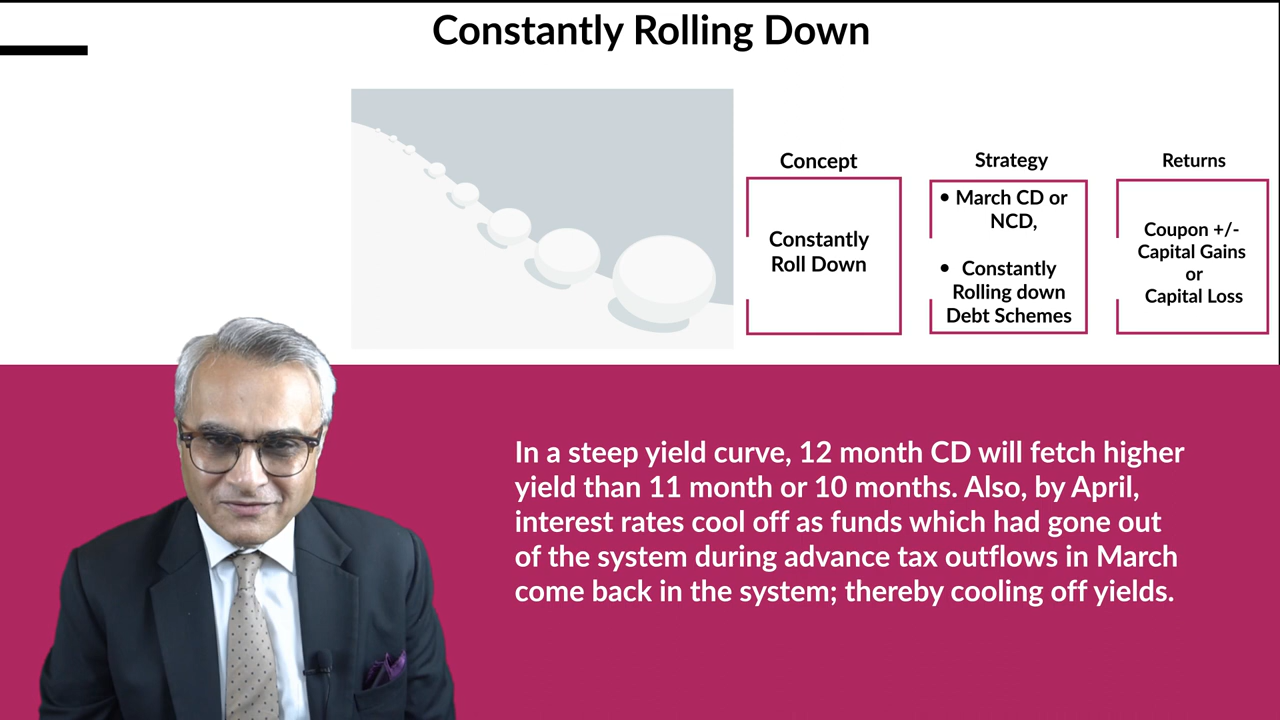 Constantly Rolling Down
Concept
Constantly
Roll Down
Strategy
• March CD or
NCD,
• Constantly
Rolling down
Debt Schemes
Returns
Coupon +/-
Capital Gains
or
Capital Loss
In a steep yield curve, 12 month CD will fetch higher
yield than 11 month or 10 months. Also, by April,
interest rates cool off as funds which had gone out
of the system during advance tax outflows in March
come back in the system; thereby cooling off yields.